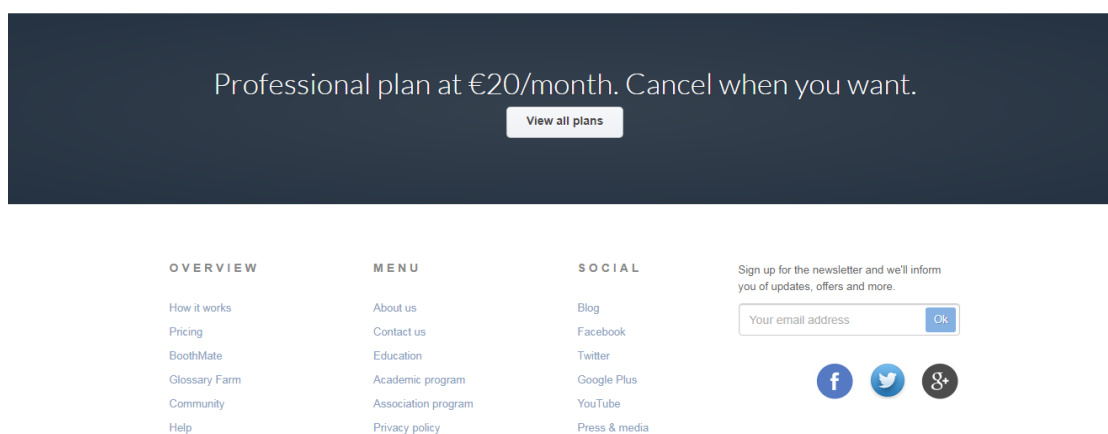 Professional plan at €20/month. Cancel when you want.
View all plans
OVERVIEW
How it works
Pricing
BoothMate
Glossary Farm
Community
Help
MENU
About us
Contact us
Education
Academic program
Association program
Privacy policy
SOCIAL
Blog
Facebook
Twitter
Google Plus
YouTube
Press & media
Sign up for the newsletter and we'll inform
you of updates, offers and more.
Your email address
Ok
f
g+